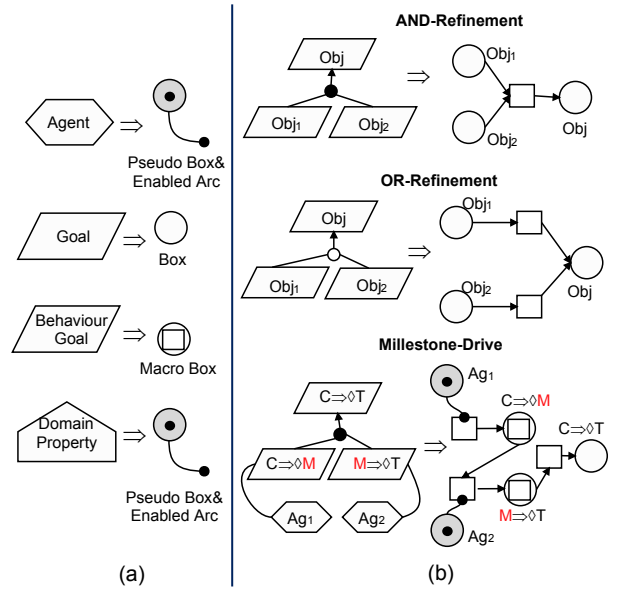 Agent
⇒
Pseudo Box&
Enabled Arc
Goal
⇒
Box
Behaviour
Goal
⇒
Macro Box
Domain
Property
⇒
Pseudo Box&
Enabled Arc
(a)
AND-Refinement
Obj
Obj1
Obj2
⇒
Obj1
Obj2
Obj
OR-Refinement
Obj
Obj1
Obj2
⇒
Obj1
Obj2
Obj
Millestone-Drive
C⇒◊T
C⇒◊M
M⇒◊T
Ag1
Ag2
⇒
Ag1
C⇒◊M
C⇒◊T
M⇒◊T
Ag2
(b)